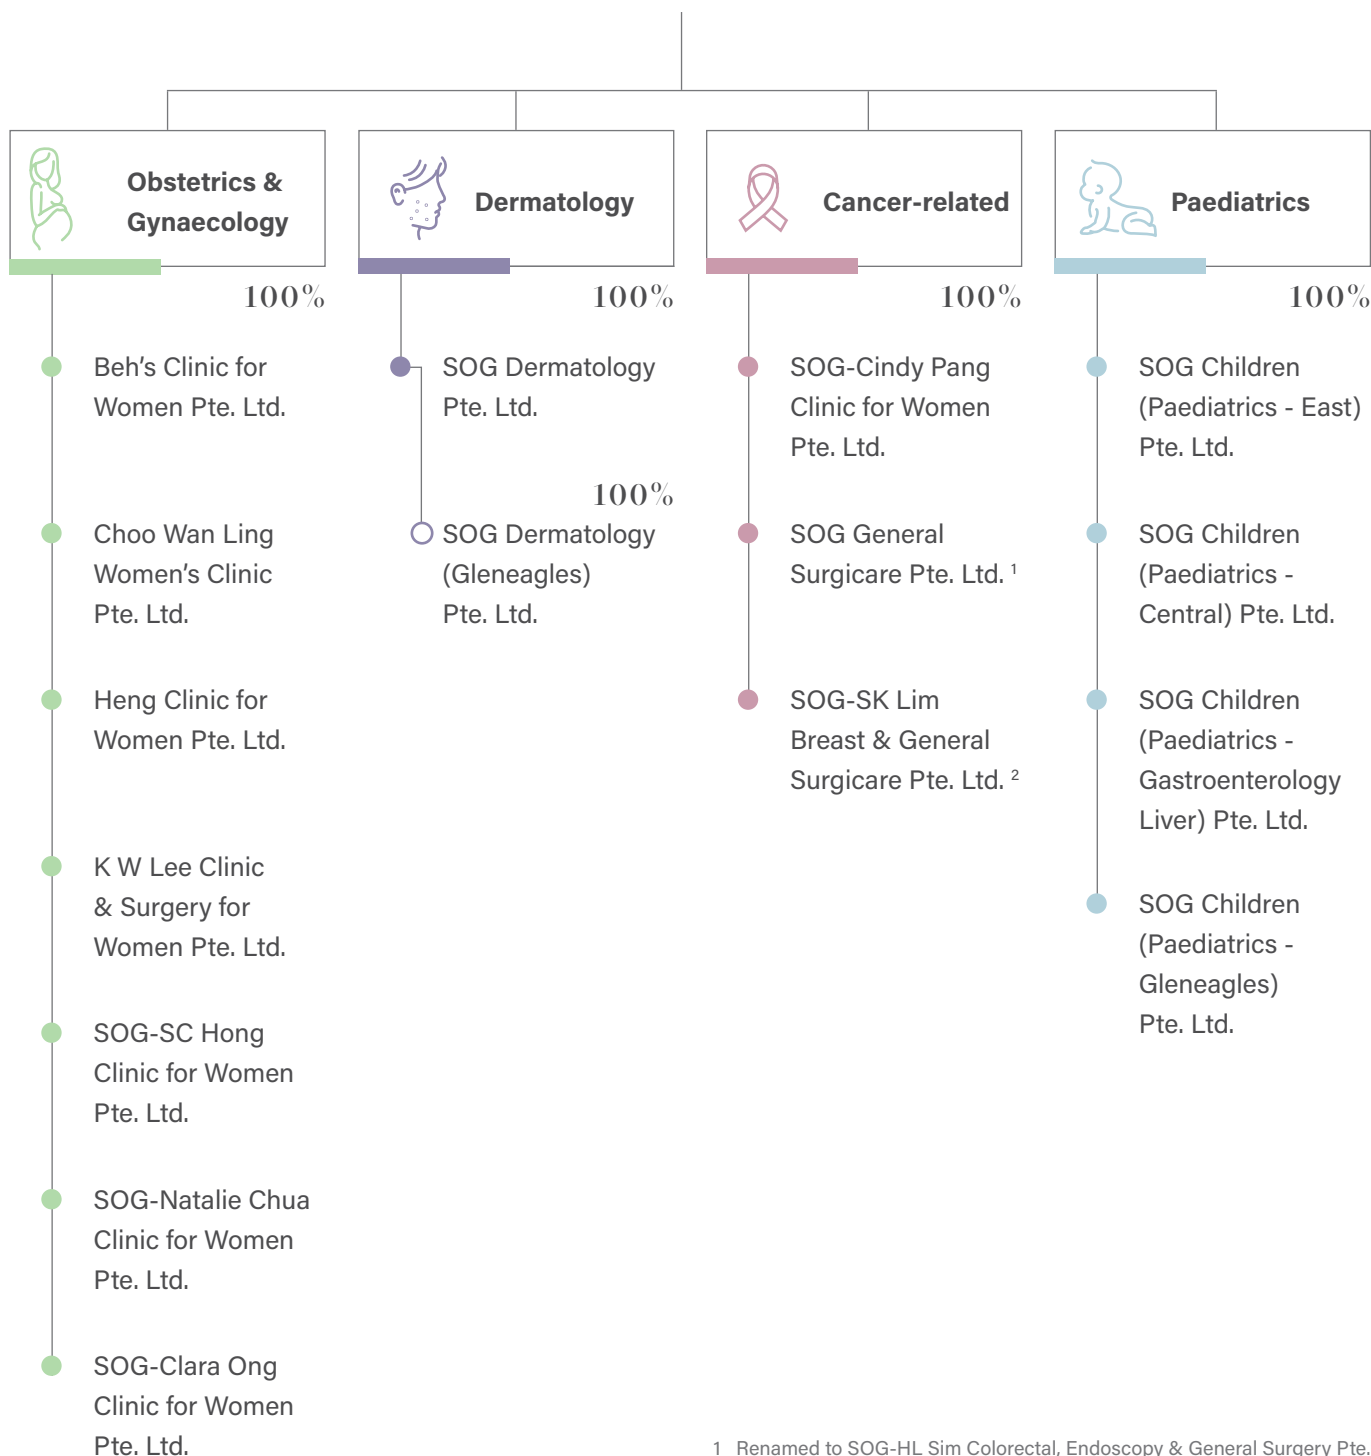 Obstetrics &
Gynaecology
100%
Beh's Clinic for
Women Pte. Ltd.
Choo Wan Ling
Women's Clinic
Pte. Ltd.
Heng Clinic for
Women Pte. Ltd.
K W Lee Clinic
& Surgery for
Women Pte. Ltd.
SOG-SC Hong
Clinic for Women
Pte. Ltd.
SOG-Natalie Chua
Clinic for Women
Pte. Ltd.
SOG-Clara Ong
Clinic for Women
Pte. Ltd.
Dermatology
100%
SOG Dermatology
Pte. Ltd.
100%
SOG Dermatology
(Gleneagles)
Pte. Ltd.
Cancer-related
100%
SOG-Cindy Pang
Clinic for Women
Pte. Ltd.
SOG General
Surgicare Pte. Ltd. 1
SOG-SK Lim
Breast & General
Surgicare Pte. Ltd. 2
Paediatrics
100%
SOG Children
(Paediatrics - East)
Pte. Ltd.
SOG Children
(Paediatrics -
Central) Pte. Ltd.
SOG Children
(Paediatrics -
Gastroenterology
Liver) Pte. Ltd.
SOG Children
(Paediatrics -
Gleneagles)
Pte. Ltd.
1 Renamed to SOG-HL Sim Colorectal, Endoscopy & General Surgery Pte.